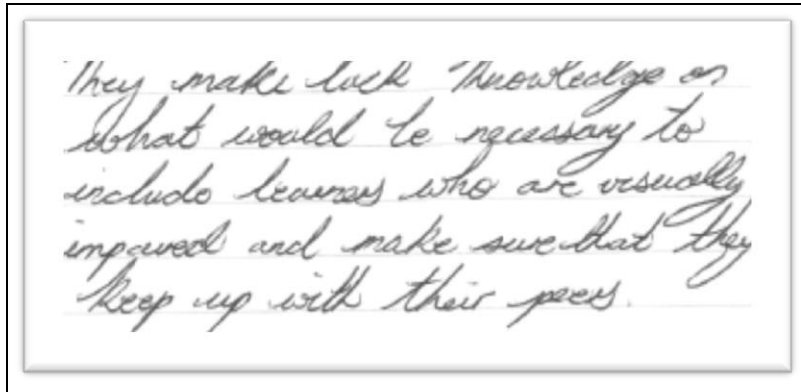 They make lack knowledge on
what would be necessary to
include learners who are visually
impaired and make sure that they
keep up with their peers.